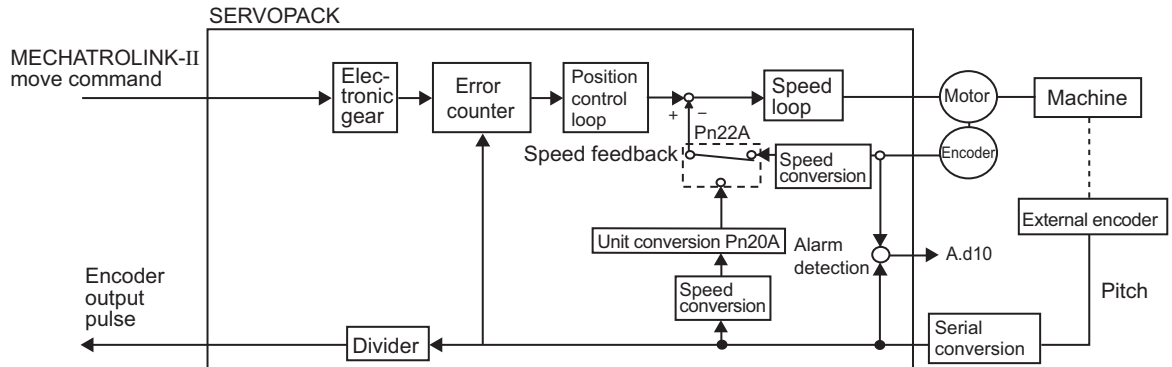 SERVOPACK
MECHATROLINK-II
move command
Elec-
tronic
gear
Error
counter
Position
control
loop
+
−
Speed
loop
Motor
Machine
Pn22A
Speed feedback
Speed
conversion
Encoder
External encoder
Unit conversion Pn20A
Alarm
detection
A.d10
Speed
conversion
Pitch
Encoder
output
pulse
Divider
Serial
conversion